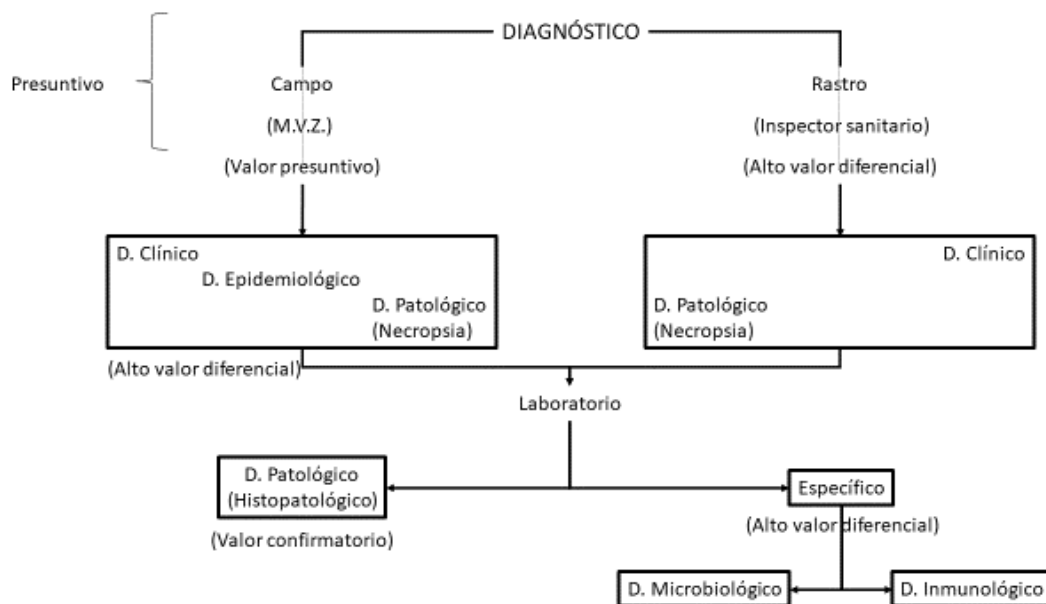 DIAGNÓSTICO
Presuntivo
Campo
(M.V.Z.)
(Valor presuntivo)
Rastro
(Inspector sanitario)
(Alto valor diferencial)
D. Clínico
D. Epidemiológico
D. Patológico
(Necropsia)
(Alto valor diferencial)
D. Clínico
D. Patológico
(Necropsia)
Laboratorio
D. Patológico
(Histopatológico)
(Valor confirmatorio)
Específico
(Alto valor diferencial)
D. Microbiológico
D. Inmunológico